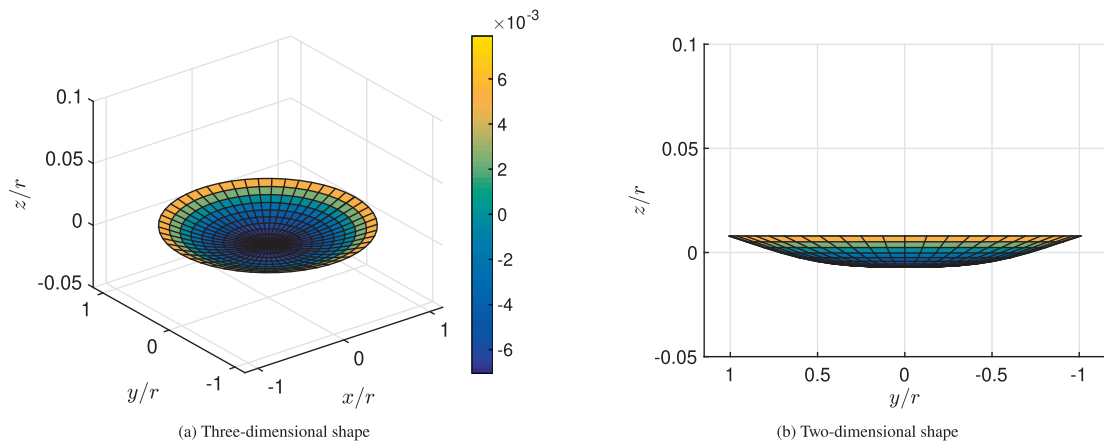 ×10⁻³
0.1
0.05
0
-0.05
z/r
1
0
-1
y/r
-1
0
1
x/r
6
4
2
0
-2
-4
-6
(a) Three-dimensional shape
0.1
0.05
0
-0.05
z/r
1 0.5 0 -0.5 -1
y/r
(b) Two-dimensional shape